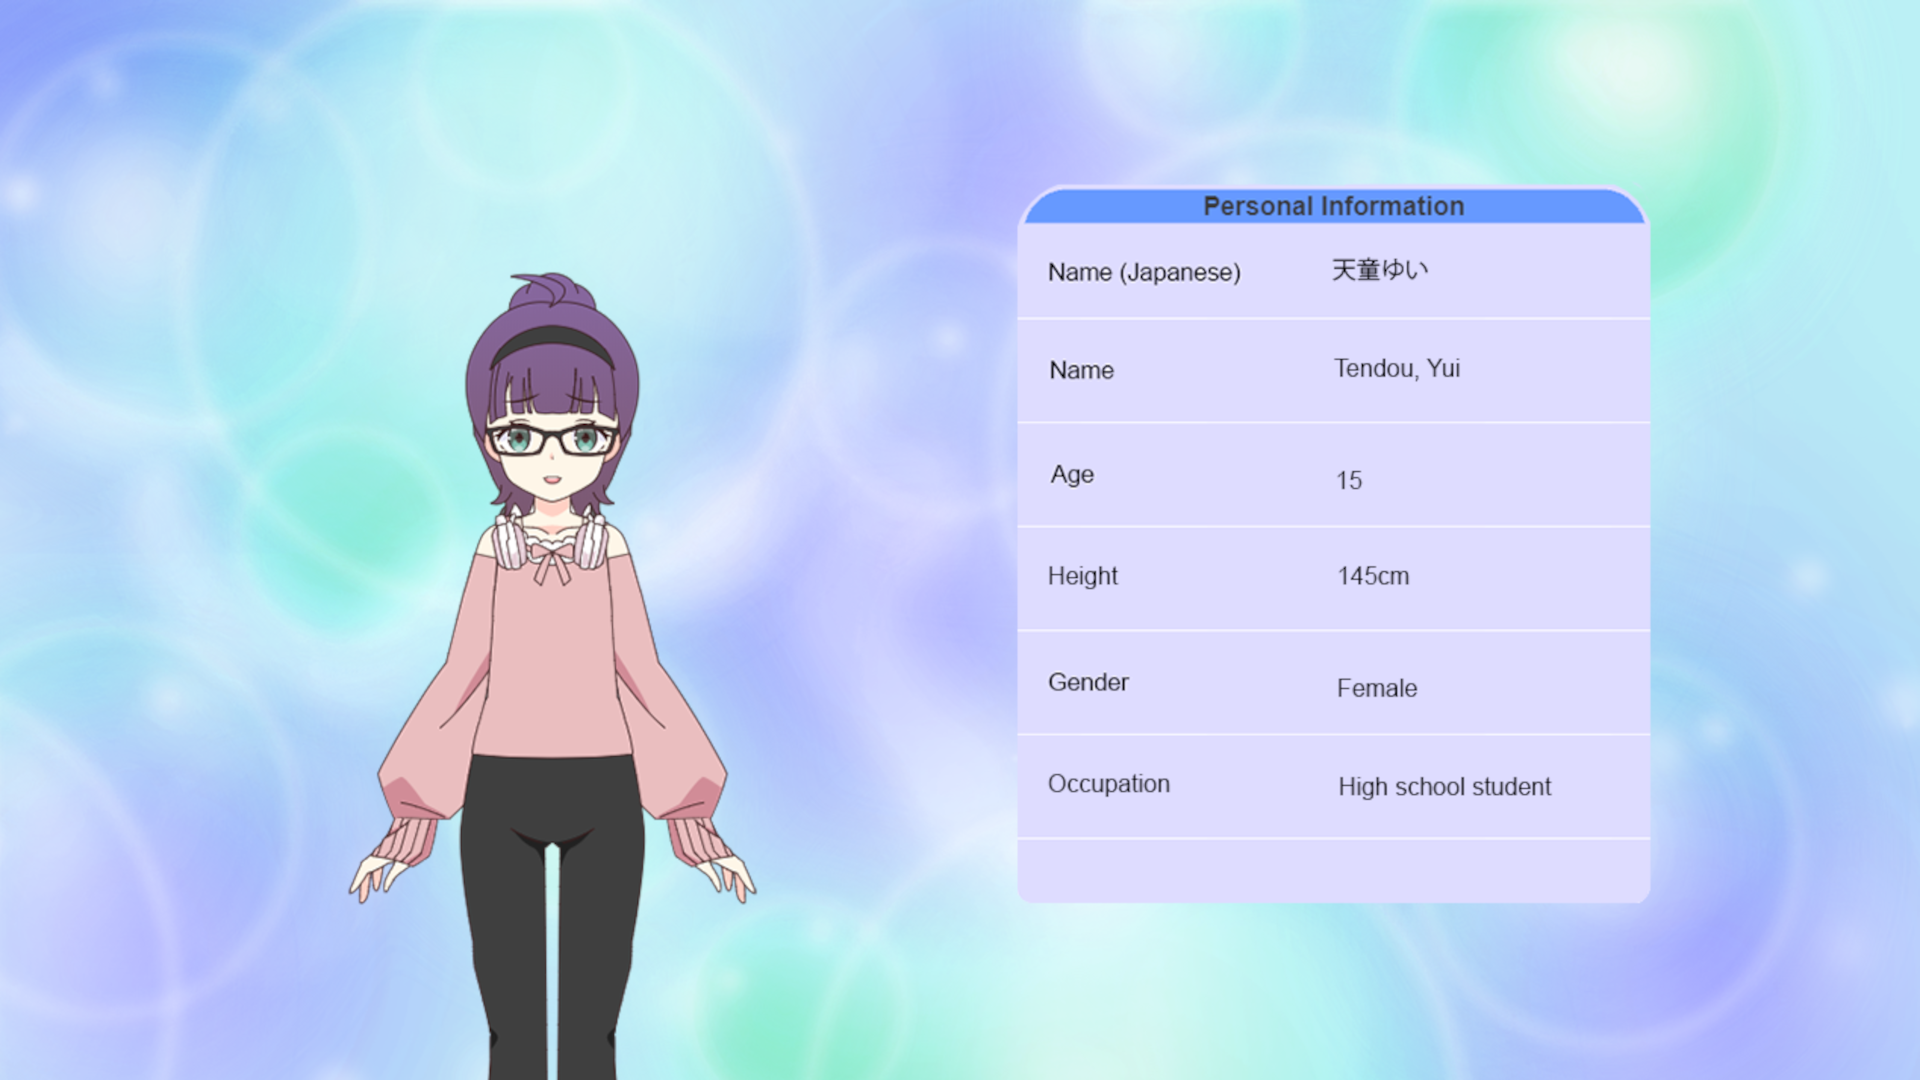 Personal Information
Name (Japanese) 天童ゆい
Name Tendou, Yui
Age 15
Height 145cm
Gender Female
Occupation High school student